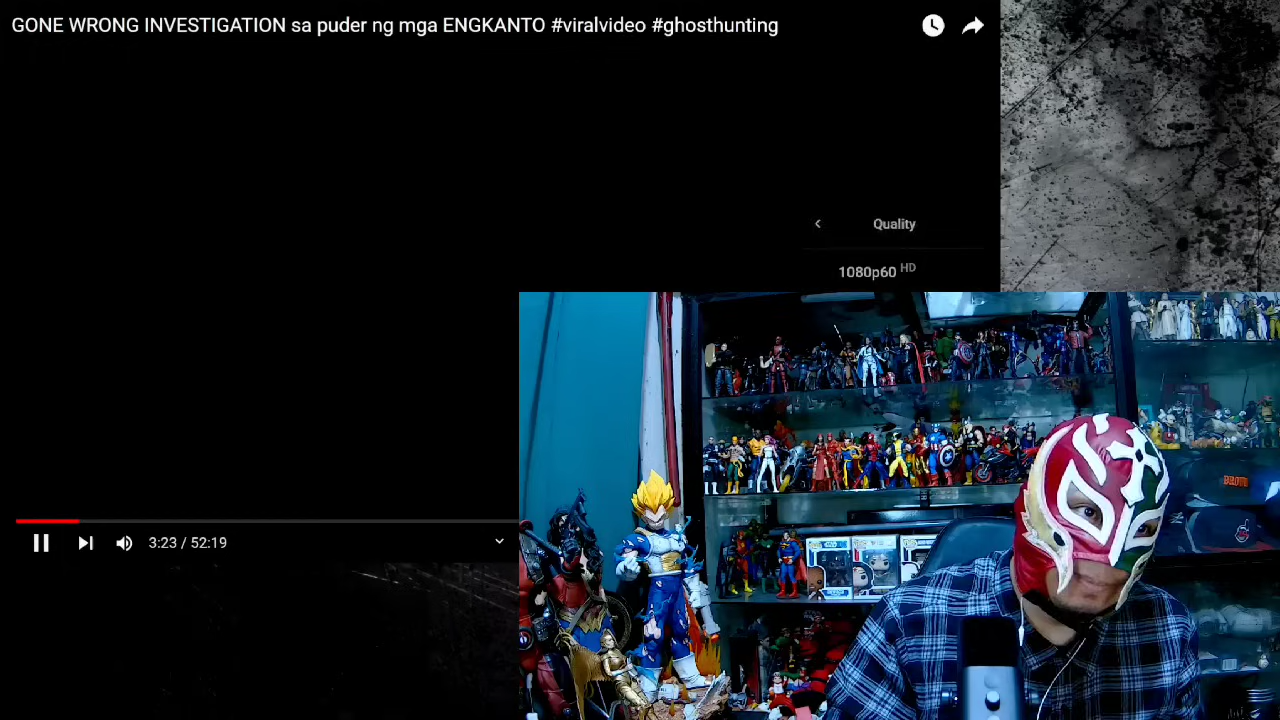 GONE WRONG INVESTIGATION sa puder ng mga ENGKANTO #viralvideo #ghosthunting
Quality
1080p60 HD
3:23 / 52:19